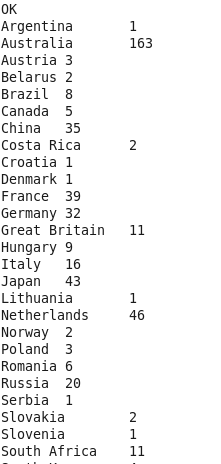 OK
Argentina 1
Australia 163
Austria 3
Belarus 2
Brazil 8
Canada 5
China 35
Costa Rica 2
Croatia 1
Denmark 1
France 39
Germany 32
Great Britain 11
Hungary 9
Italy 16
Japan 43
Lithuania 1
Netherlands 46
Norway 2
Poland 3
Romania 6
Russia 20
Serbia 1
Slovakia 2
Slovenia 1
South Africa 11